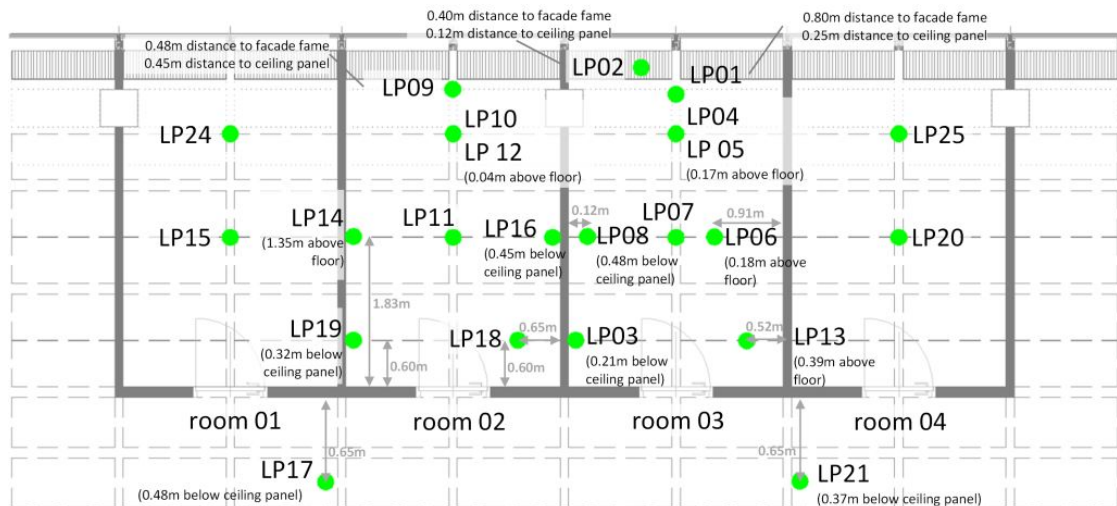 0.40m distance to facade fame
0.12m distance to ceiling panel
0.80m distance to facade fame
0.25m distance to ceiling panel
0.48m distance to facade fame
0.45m distance to ceiling panel
LP02
LP01
LP09
LP24
LP10
LP 12
(0.04m above floor)
LP04
LP 05
(0.17m above floor)
LP25
LP15
LP14
(1.35m above
floor)
LP11
LP16
(0.45m below
ceiling panel)
0.12m
LP08
(0.48m below
ceiling panel)
LP07
0.91m
LP06
(0.18m above
floor)
LP20
1.83m
LP19
(0.32m below
ceiling panel)
0.60m
LP18
0.65m
0.60m
LP03
(0.21m below
ceiling panel)
0.52m
LP13
(0.39m above
floor)
room 01
room 02
room 03
room 04
0.65m
0.65m
LP17
(0.48m below ceiling panel)
LP21
(0.37m below ceiling panel)